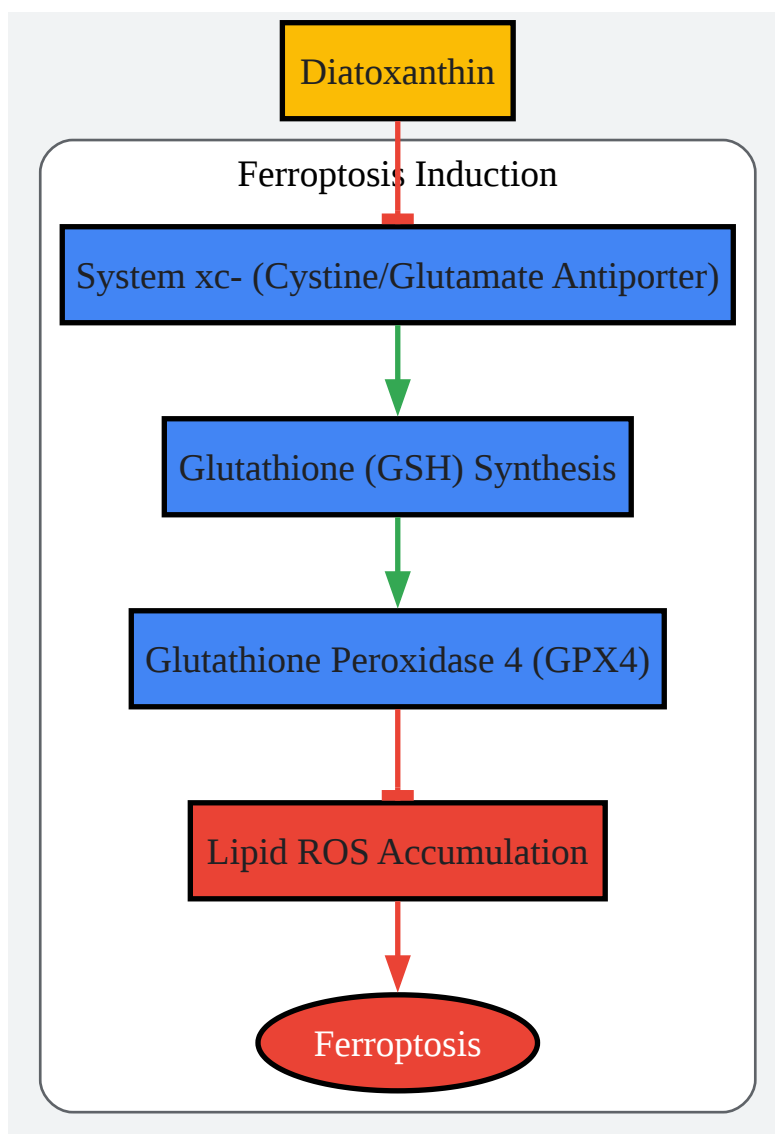 Diatoxanthin
Ferroptosis Induction
System xc- (Cystine/Glutamate Antiporter)
Glutathione (GSH) Synthesis
Glutathione Peroxidase 4 (GPX4)
Lipid ROS Accumulation
Ferroptosis